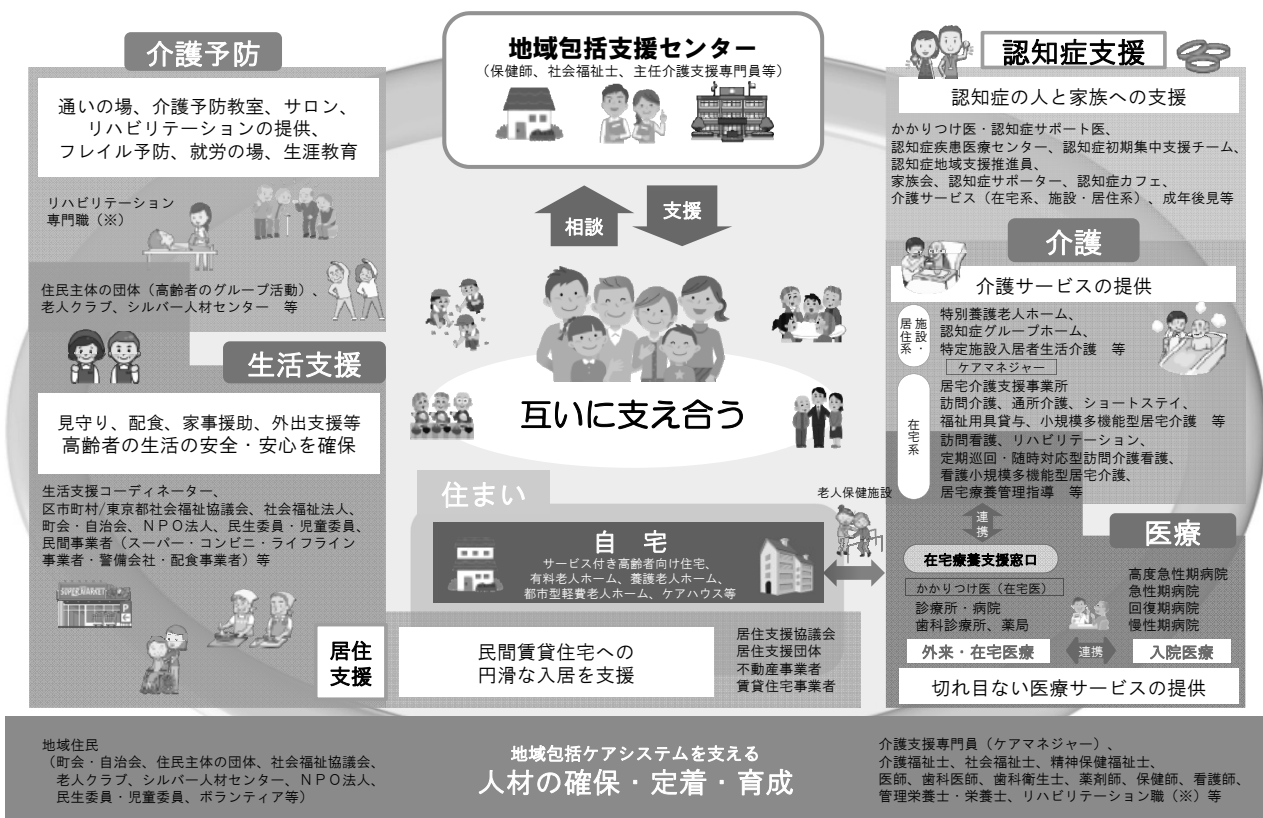 地域包括支援センター
（保健師、社会福祉士、主任介護支援専門員等）
相談
支援
互いに支え合う
介護予防
通いの場、介護予防教室、サロン、
リハビリテーションの提供、
フレイル予防、就労の場、生涯教育
リハビリテーション
専門職（※）
住民主体の団体（高齢者のグループ活動）、
老人クラブ、シルバー人材センター　等
生活支援
見守り、配食、家事援助、外出支援等
高齢者の生活の安全・安心を確保
生活支援コーディネーター、
区市町村/東京都社会福祉協議会、社会福祉法人、
町会・自治会、ＮＰＯ法人、民生委員・児童委員、
民間事業者（スーパー・コンビニ・ライフライン
事業者・警備会社・配食事業者）等
SUPER MARKET
P
認知症支援
認知症の人と家族への支援
かかりつけ医・認知症サポート医、
認知症疾患医療センター、認知症初期集中支援チーム、
認知症地域支援推進員、
家族会、認知症サポーター、認知症カフェ、
介護サービス（在宅系、施設・居住系）、成年後見等
介護
介護サービスの提供
施設・
居住系
特別養護老人ホーム、
認知症グループホーム、
特定施設入居者生活介護　等
ケアマネジャー
在宅系
居宅介護支援事業所
訪問介護、通所介護、ショートステイ、
福祉用具貸与、小規模多機能型居宅介護　等
訪問看護、リハビリテーション、
定期巡回・随時対応型訪問介護看護、
看護小規模多機能型居宅介護、
居宅療養管理指導　等
老人保健施設
連携
医療
在宅療養支援窓口
かかりつけ医（在宅医）
診療所・病院
歯科診療所、薬局
高度急性期病院
急性期病院
回復期病院
慢性期病院
外来・在宅医療
連携
入院医療
切れ目ない医療サービスの提供
住まい
自　宅
サービス付き高齢者向け住宅、
有料老人ホーム、養護老人ホーム、
都市型軽費老人ホーム、ケアハウス等
居住
支援
民間賃貸住宅への
円滑な入居を支援
居住支援協議会
居住支援団体
不動産事業者
賃貸住宅事業者
地域住民
（町会・自治会、住民主体の団体、社会福祉協議会、
老人クラブ、シルバー人材センター、ＮＰＯ法人、
民生委員・児童委員、ボランティア等）
地域包括ケアシステムを支える
人材の確保・定着・育成
介護支援専門員（ケアマネジャー）、
介護福祉士、社会福祉士、精神保健福祉士、
医師、歯科医師、歯科衛生士、薬剤師、保健師、看護師、
管理栄養士・栄養士、リハビリテーション職（※）等